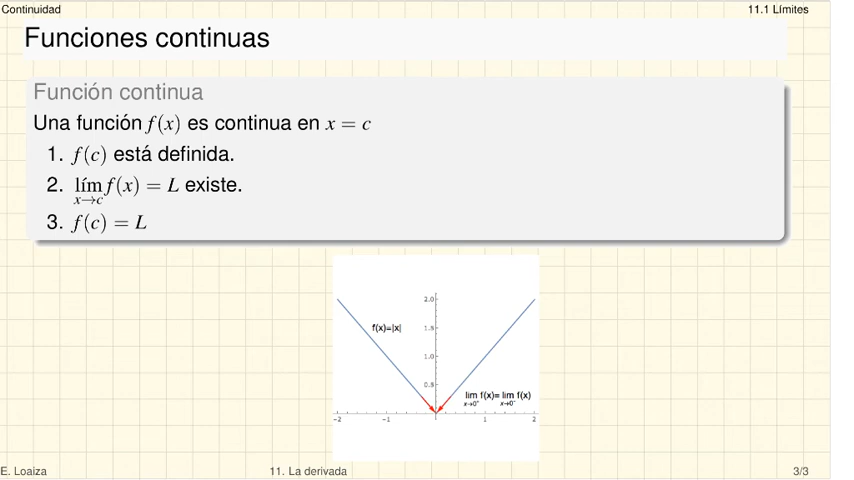 Continuidad
11.1 Límites
Funciones continuas
Función continua
Una función f(x) es continua en x = c
1. f(c) está definida.
2. lím f(x) = L existe.
x→c
3. f(c) = L
2.0
f(x)=|x|
1.5
1.0
0.5
lim f(x)= lim f(x)
x→0⁺ x→0⁻
-2 -1 1 2
E. Loaiza
11. La derivada
3/3